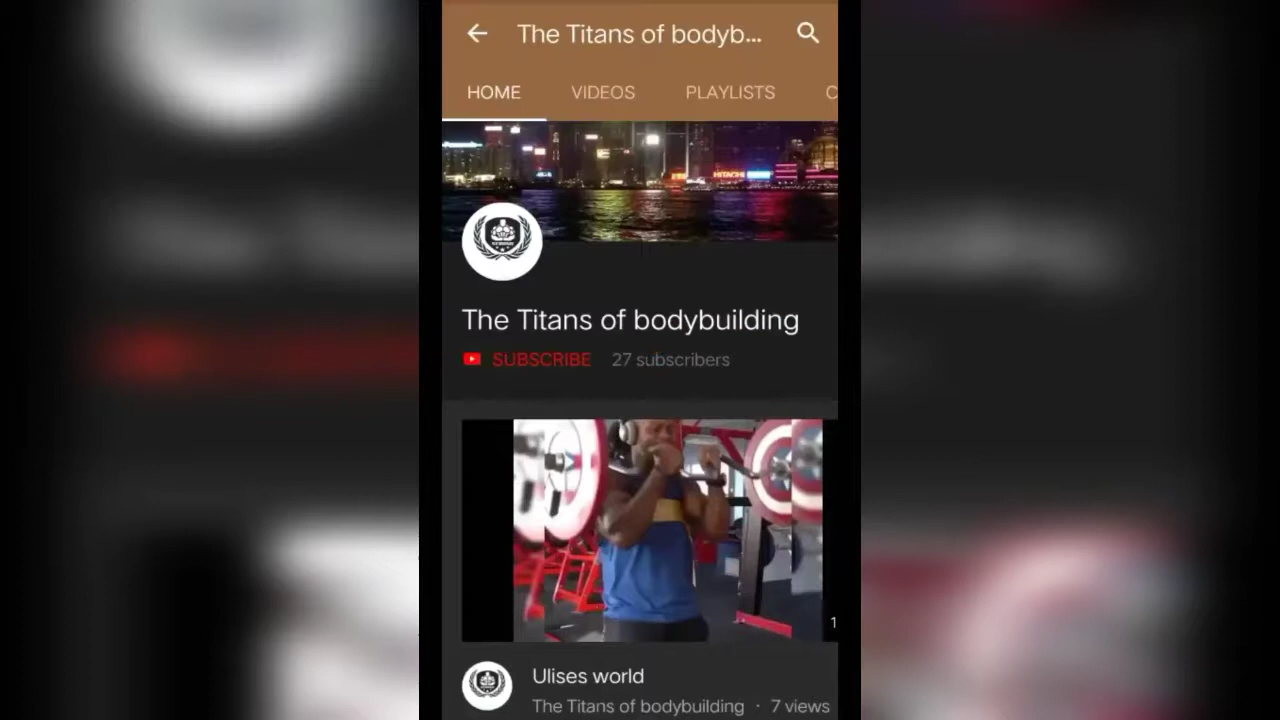 The Titans of bodyb...
HOME VIDEOS PLAYLISTS C
HITACHI
The Titans of bodybuilding
SUBSCRIBE 27 subscribers
1
Ulises world
The Titans of bodybuilding · 7 views